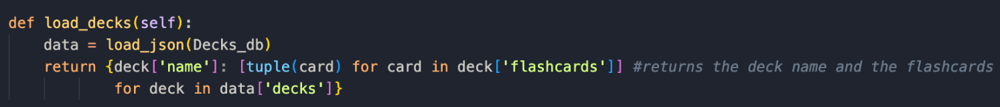 def load_decks(self):
    data = load_json(Decks_db)
    return {deck['name']: [tuple(card) for card in deck['flashcards']] #returns the deck name and the flashcards
            for deck in data['decks']}